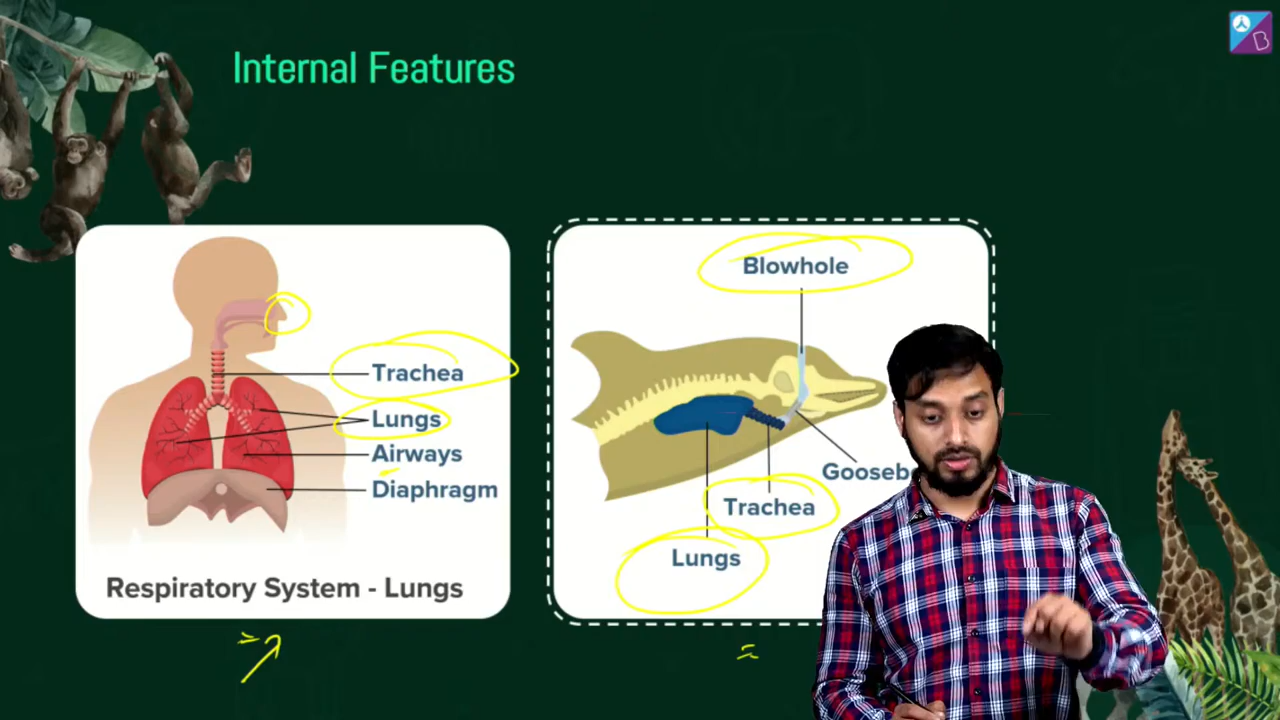 Internal Features
Trachea
Lungs
Airways
Diaphragm
Respiratory System - Lungs
Blowhole
Trachea
Lungs
B